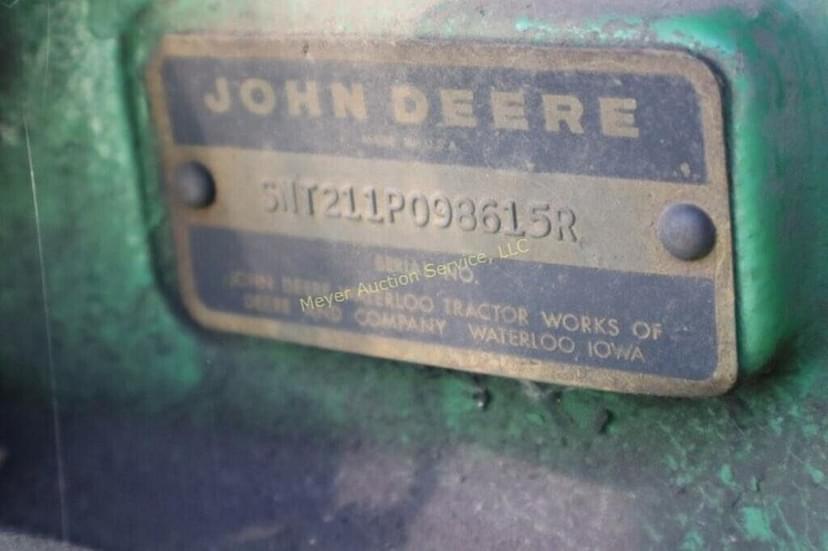 JOHN DEERE
MADE IN U.S.A.
SNT211P098615R
SERIAL NO.
JOHN DEERE WATERLOO TRACTOR WORKS OF
DEERE AND COMPANY WATERLOO, IOWA
Meyer Auction Service, LLC